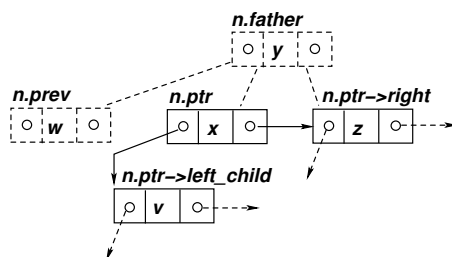 n.father
y
n.prev
n.ptr
n.ptr->right
w
x
z
n.ptr->left_child
v